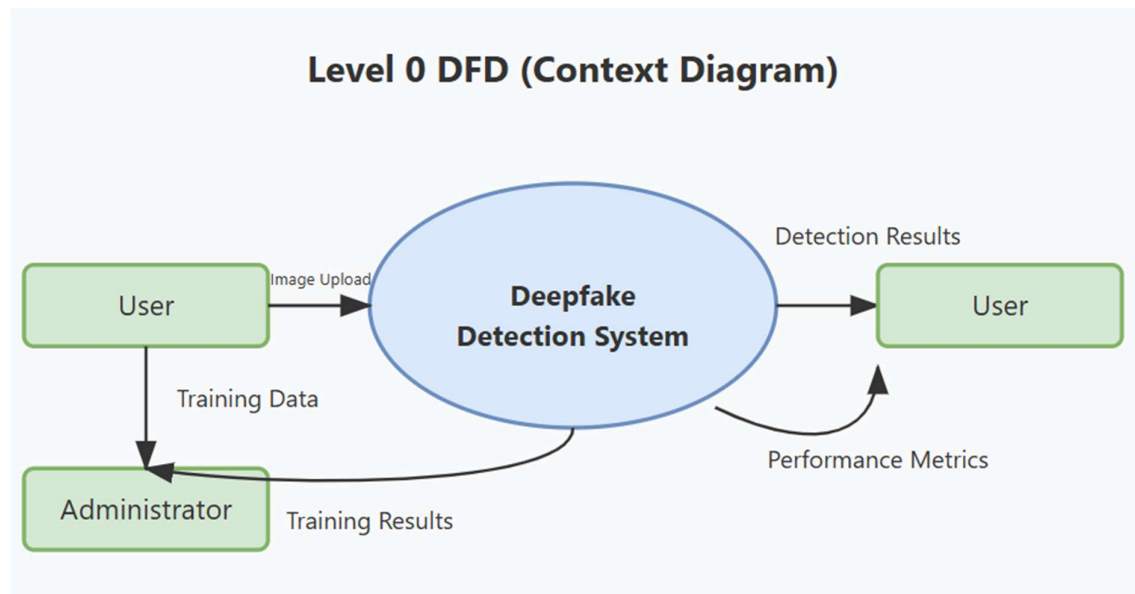 Level 0 DFD (Context Diagram)
Detection Results
Image Upload
User
Deepfake
Detection System
User
Training Data
Performance Metrics
Administrator
Training Results